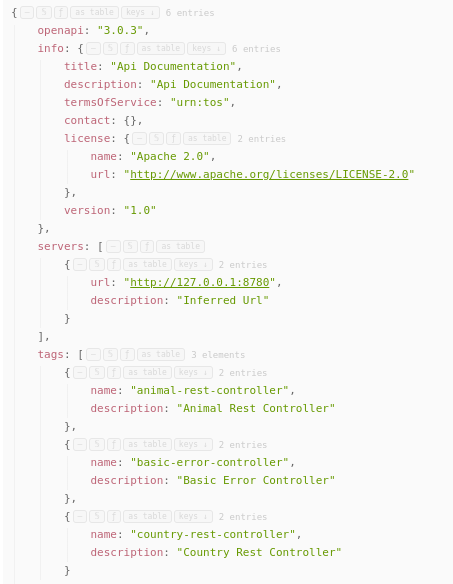 { – S ƒ as table keys ↓ 6 entries
openapi: "3.0.3",
info: { – S ƒ as table keys ↓ 6 entries
title: "Api Documentation",
description: "Api Documentation",
termsOfService: "urn:tos",
contact: {},
license: { – S ƒ as table 2 entries
name: "Apache 2.0",
url: "http://www.apache.org/licenses/LICENSE-2.0"
},
version: "1.0"
},
servers: [ – S ƒ as table
{ – S ƒ as table keys ↓ 2 entries
url: "http://127.0.0.1:8780",
description: "Inferred Url"
}
],
tags: [ – S ƒ as table 3 elements
{ – S ƒ as table keys ↓ 2 entries
name: "animal-rest-controller",
description: "Animal Rest Controller"
},
{ – S ƒ as table keys ↓ 2 entries
name: "basic-error-controller",
description: "Basic Error Controller"
},
{ – S ƒ as table keys ↓ 2 entries
name: "country-rest-controller",
description: "Country Rest Controller"
}